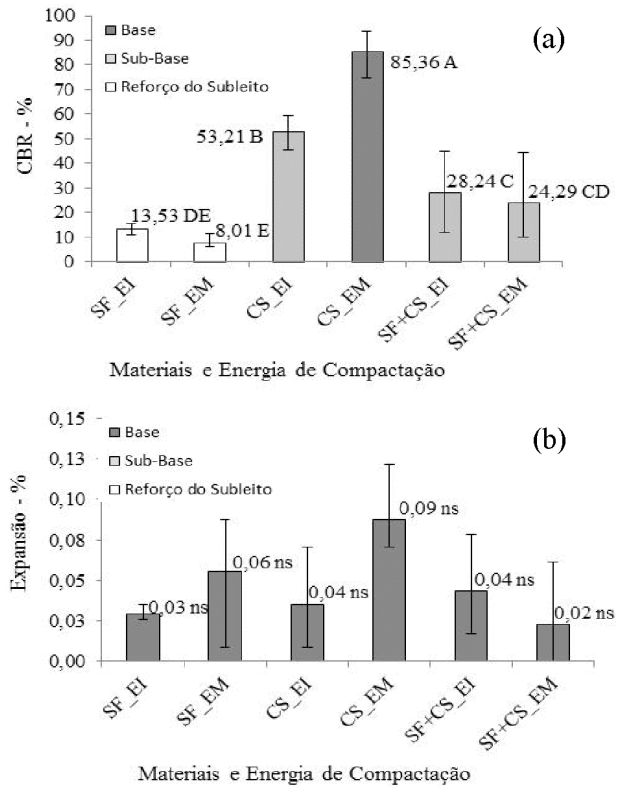 (a)
Base
Sub-Base
Reforço do Subleito
CBR - %
100
90
80
70
60
50
40
30
20
10
0
13,53 DE
8,01 E
53,21 B
85,36 A
28,24 C
24,29 CD
SF_EI
SF_EM
CS_EI
CS_EM
SF+CS_EI
SF+CS_EM
Materiais e Energia de Compactação
(b)
Base
Sub-Base
Reforço do Subleito
Expansão - %
0,15
0,13
0,10
0,08
0,05
0,03
0,00
0,03 ns
0,06 ns
0,04 ns
0,09 ns
0,04 ns
0,02 ns
SF_EI
SF_EM
CS_EI
CS_EM
SF+CS_EI
SF+CS_EM
Materiais e Energia de Compactação